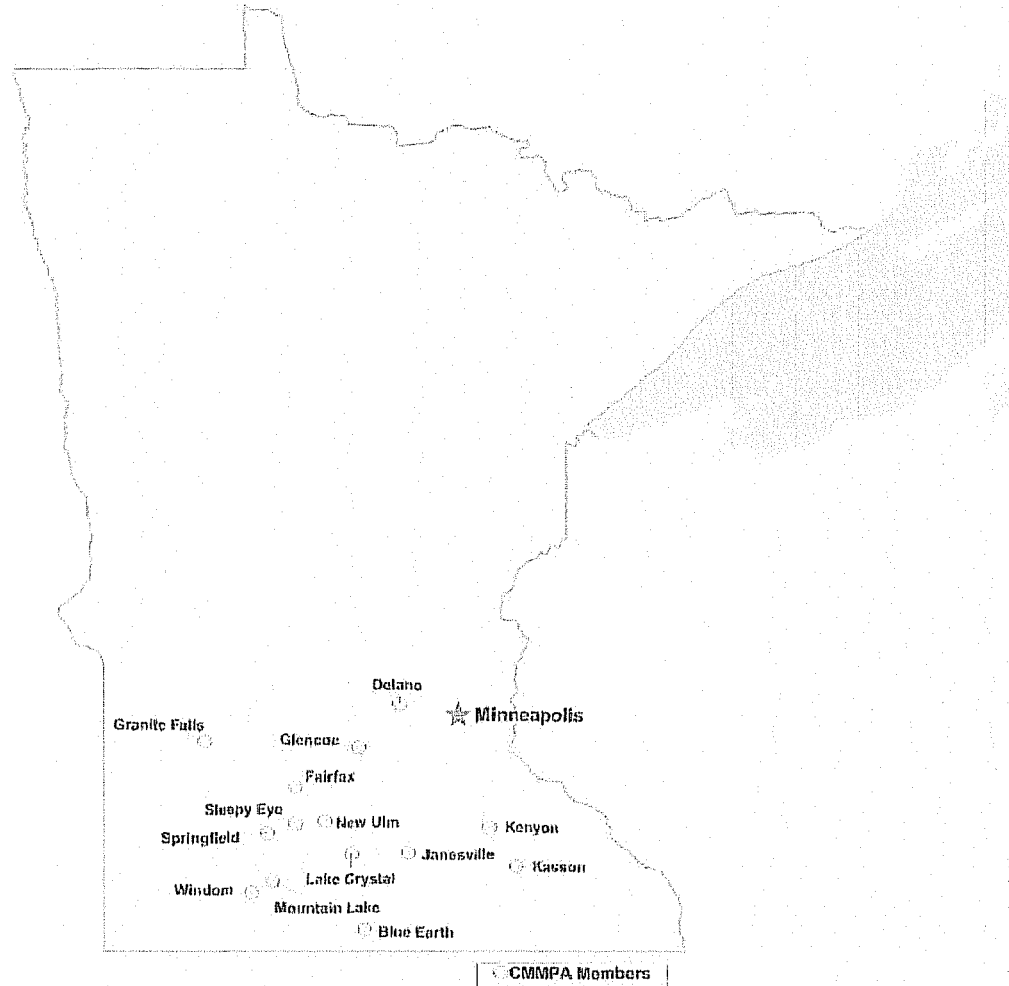 Delano
Minneapolis
Granite Falls
Glencoe
Fairfax
Sleepy Eye
New Ulm
Kenyon
Springfield
Janesville
Kasson
Lake Crystal
Windom
Mountain Lake
Blue Earth
CMMPA Members